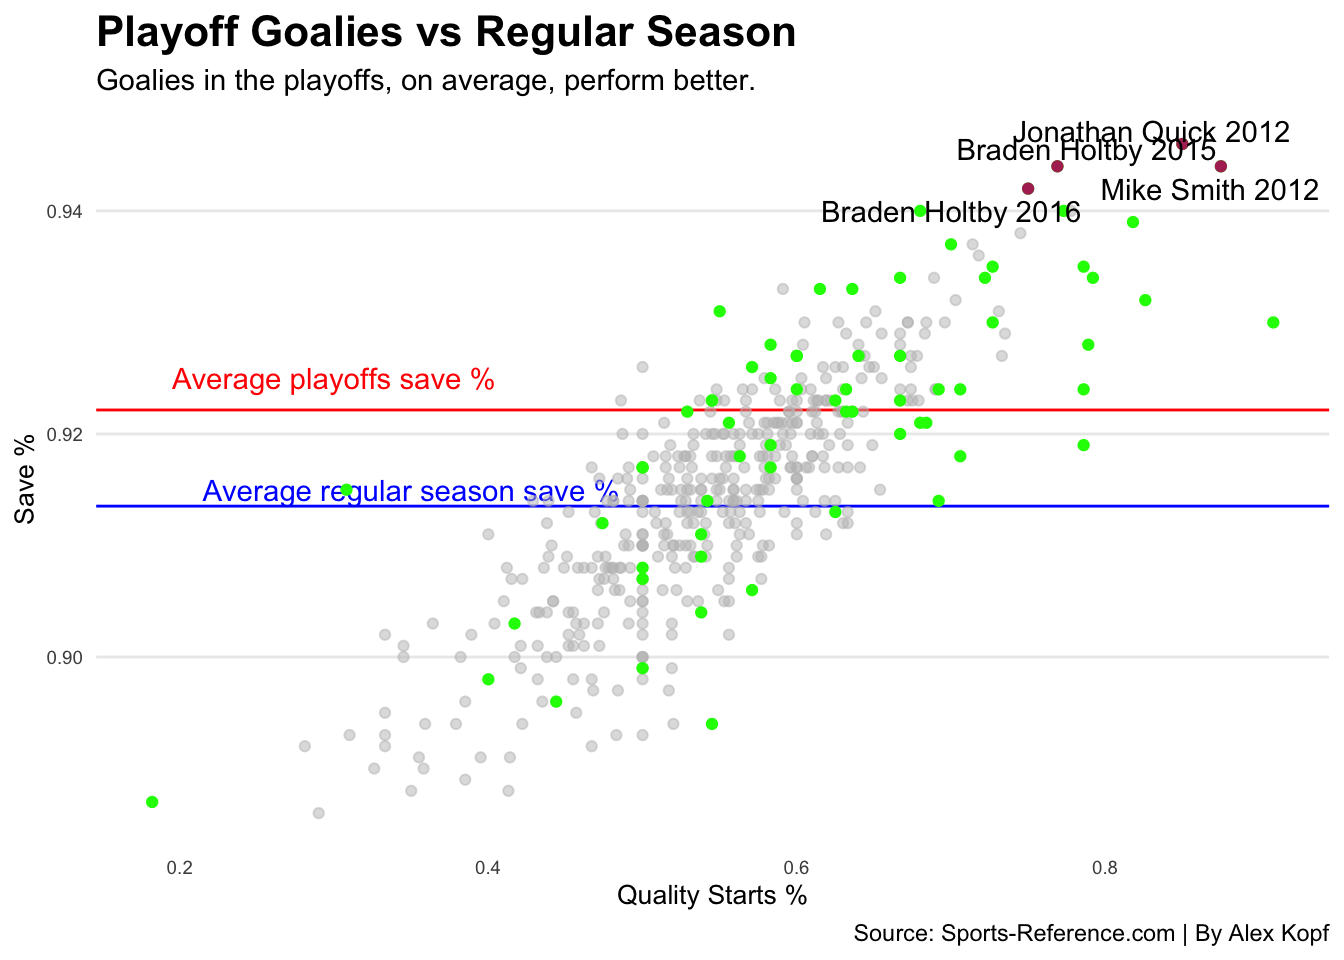 Playoff Goalies vs Regular Season
Goalies in the playoffs, on average, perform better.
Jonathan Quick 2012
Braden Holtby 2015
Mike Smith 2012
Braden Holtby 2016
0.94
Average playoffs save %
0.92
Average regular season save %
Save %
0.90
0.2 0.4 0.6 0.8
Quality Starts %
Source: Sports-Reference.com | By Alex Kopf